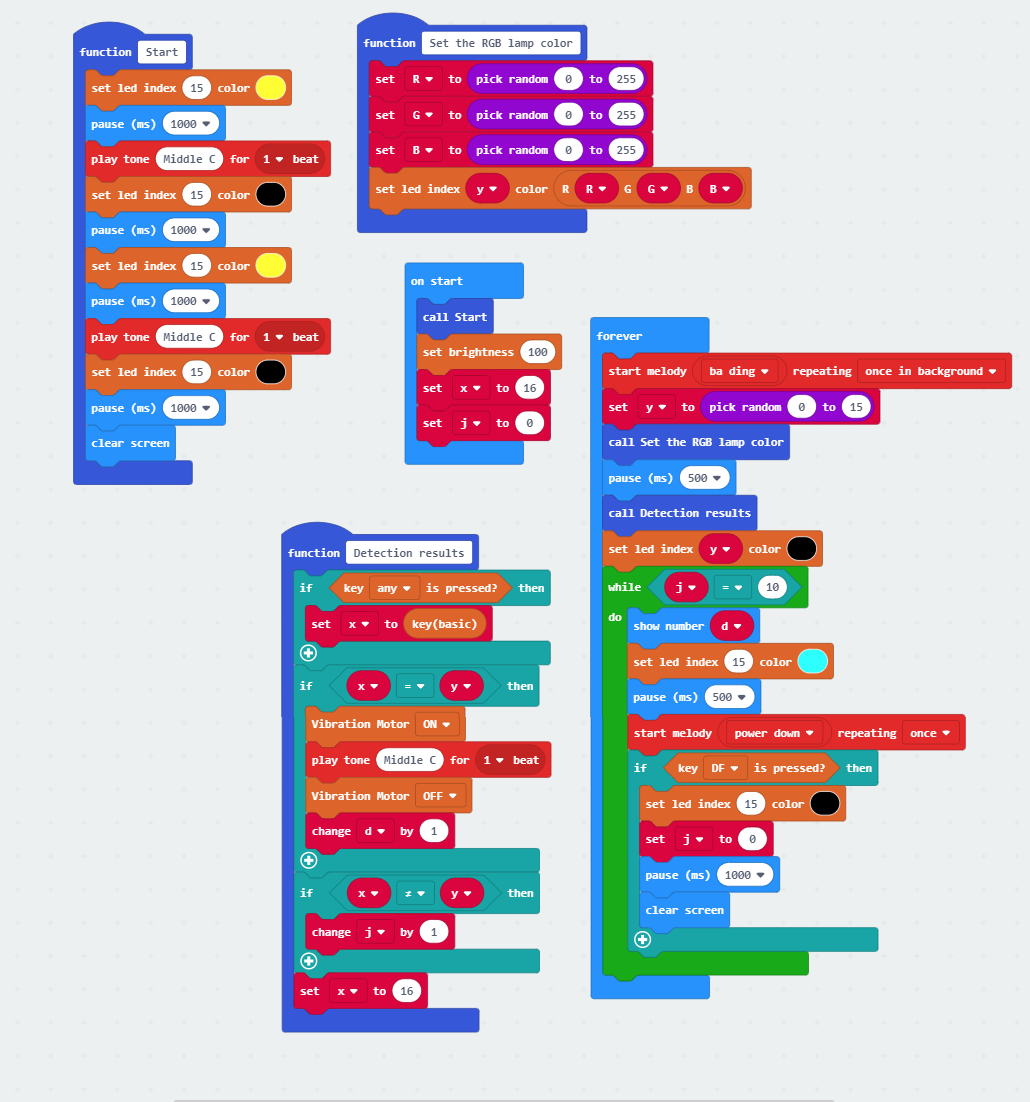 function Start
set led index 15 color
pause (ms) 1000
play tone Middle C for 1 beat
set led index 15 color
pause (ms) 1000
set led index 15 color
pause (ms) 1000
play tone Middle C for 1 beat
set led index 15 color
pause (ms) 1000
clear screen
function Set the RGB lamp color
set R to pick random 0 to 255
set G to pick random 0 to 255
set B to pick random 0 to 255
set led index y color R R G G B B
on start
call Start
set brightness 100
set x to 16
set j to 0
forever
start melody ba ding repeating once in background
set y to pick random 0 to 15
call Set the RGB lamp color
pause (ms) 500
call Detection results
set led index y color
while j = 10
do
show number d
set led index 15 color
pause (ms) 500
start melody power down repeating once
if key DF is pressed? then
set led index 15 color
set j to 0
pause (ms) 1000
clear screen
function Detection results
if key any is pressed? then
set x to key(basic)
if x = y then
Vibration Motor ON
play tone Middle C for 1 beat
Vibration Motor OFF
change d by 1
if x ≠ y then
change j by 1
set x to 16